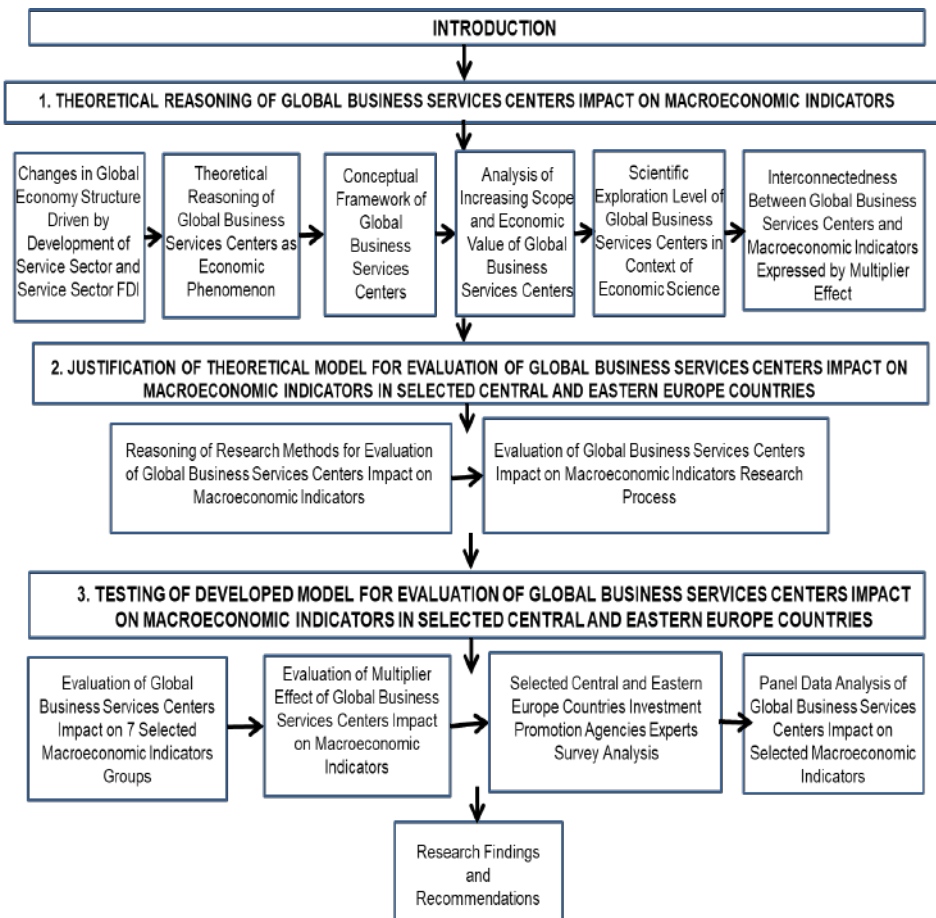 INTRODUCTION
1. THEORETICAL REASONING OF GLOBAL BUSINESS SERVICES CENTERS IMPACT ON MACROECONOMIC INDICATORS
Changes in Global
Economy Structure
Driven by
Development of
Service Sector and
Service Sector FDI
Theoretical
Reasoning of
Global Business
Services Centers as
Economic
Phenomenon
Conceptual
Framework of
Global
Business
Services
Centers
Analysis of
Increasing Scope
and Economic
Value of Global
Business
Services Centers
Scientific
Exploration Level of
Global Business
Services Centers in
Context of
Economic Science
Interconnectedness
Between Global Business
Services Centers and
Macroeconomic Indicators
Expressed by Multiplier
Effect
2. JUSTIFICATION OF THEORETICAL MODEL FOR EVALUATION OF GLOBAL BUSINESS SERVICES CENTERS IMPACT ON
MACROECONOMIC INDICATORS IN SELECTED CENTRAL AND EASTERN EUROPE COUNTRIES
Reasoning of Research Methods for Evaluation
of Global Business Services Centers Impact on
Macroeconomic Indicators
Evaluation of Global Business Services Centers
Impact on Macroeconomic Indicators Research
Process
3. TESTING OF DEVELOPED MODEL FOR EVALUATION OF GLOBAL BUSINESS SERVICES CENTERS IMPACT
ON MACROECONOMIC INDICATORS IN SELECTED CENTRAL AND EASTERN EUROPE COUNTRIES
Evaluation of Global
Business Services Centers
Impact on 7 Selected
Macroeconomic Indicators
Groups
Evaluation of Multiplier
Effect of Global Business
Services Centers Impact
on Macroeconomic
Indicators
Selected Central and Eastern
Europe Countries Investment
Promotion Agencies Experts
Survey Analysis
Panel Data Analysis of
Global Business Services
Centers Impact on
Selected Macroeconomic
Indicators
Research Findings
and
Recommendations